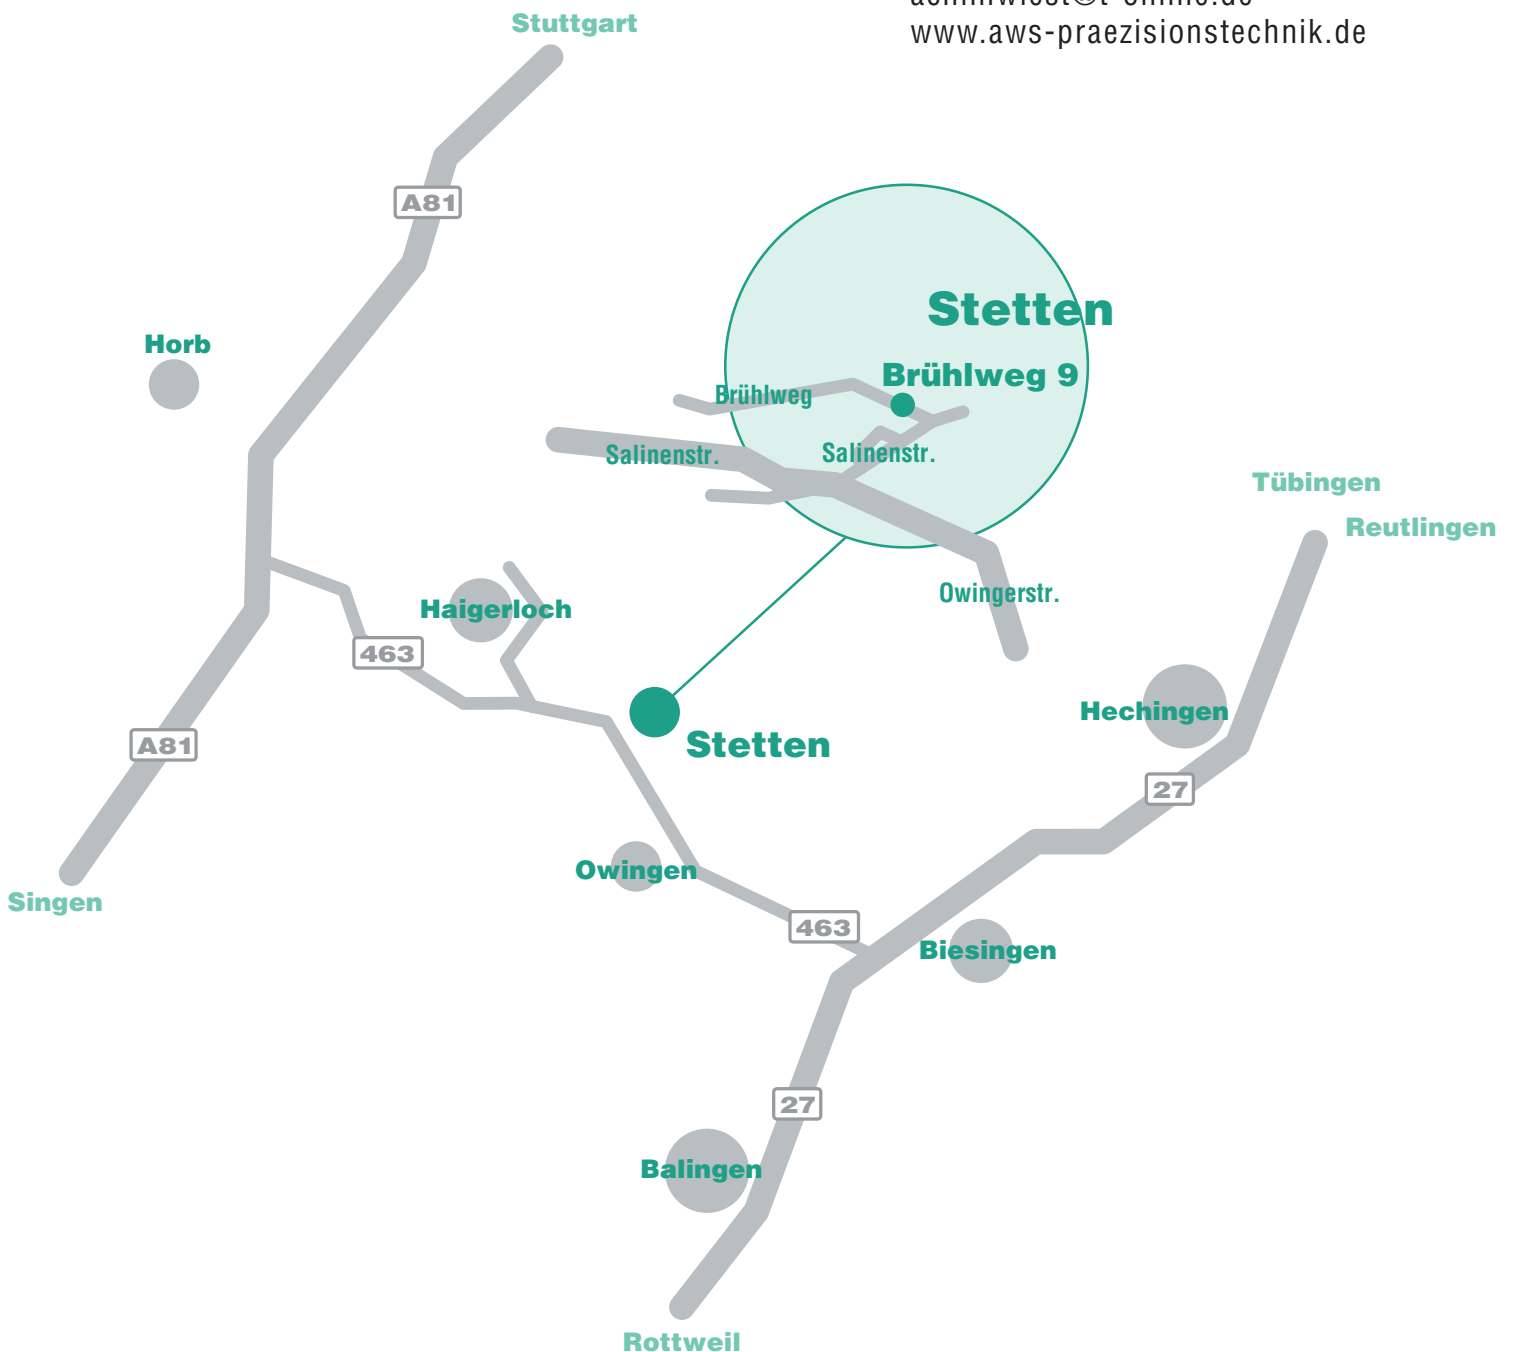 www.aws-praezisionstechnik.de
Stuttgart
A81
Stetten
Horb
Brühlweg 9
Brühlweg
Salinenstr.
Salinenstr.
Tübingen
Reutlingen
Owingerstr.
Haigerloch
463
Hechingen
A81
Stetten
27
Owingen
Singen
463
Biesingen
27
Balingen
Rottweil